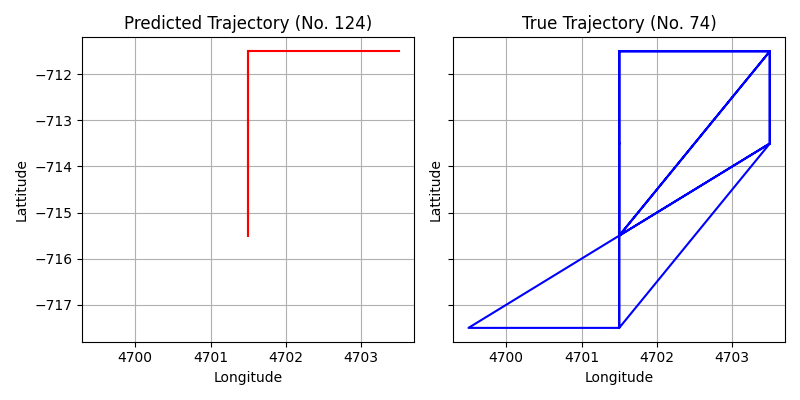 Predicted Trajectory (No. 124)
True Trajectory (No. 74)
−712
−713
−714
−715
−716
−717
Lattitude
Lattitude
4700 4701 4702 4703
4700 4701 4702 4703
Longitude
Longitude